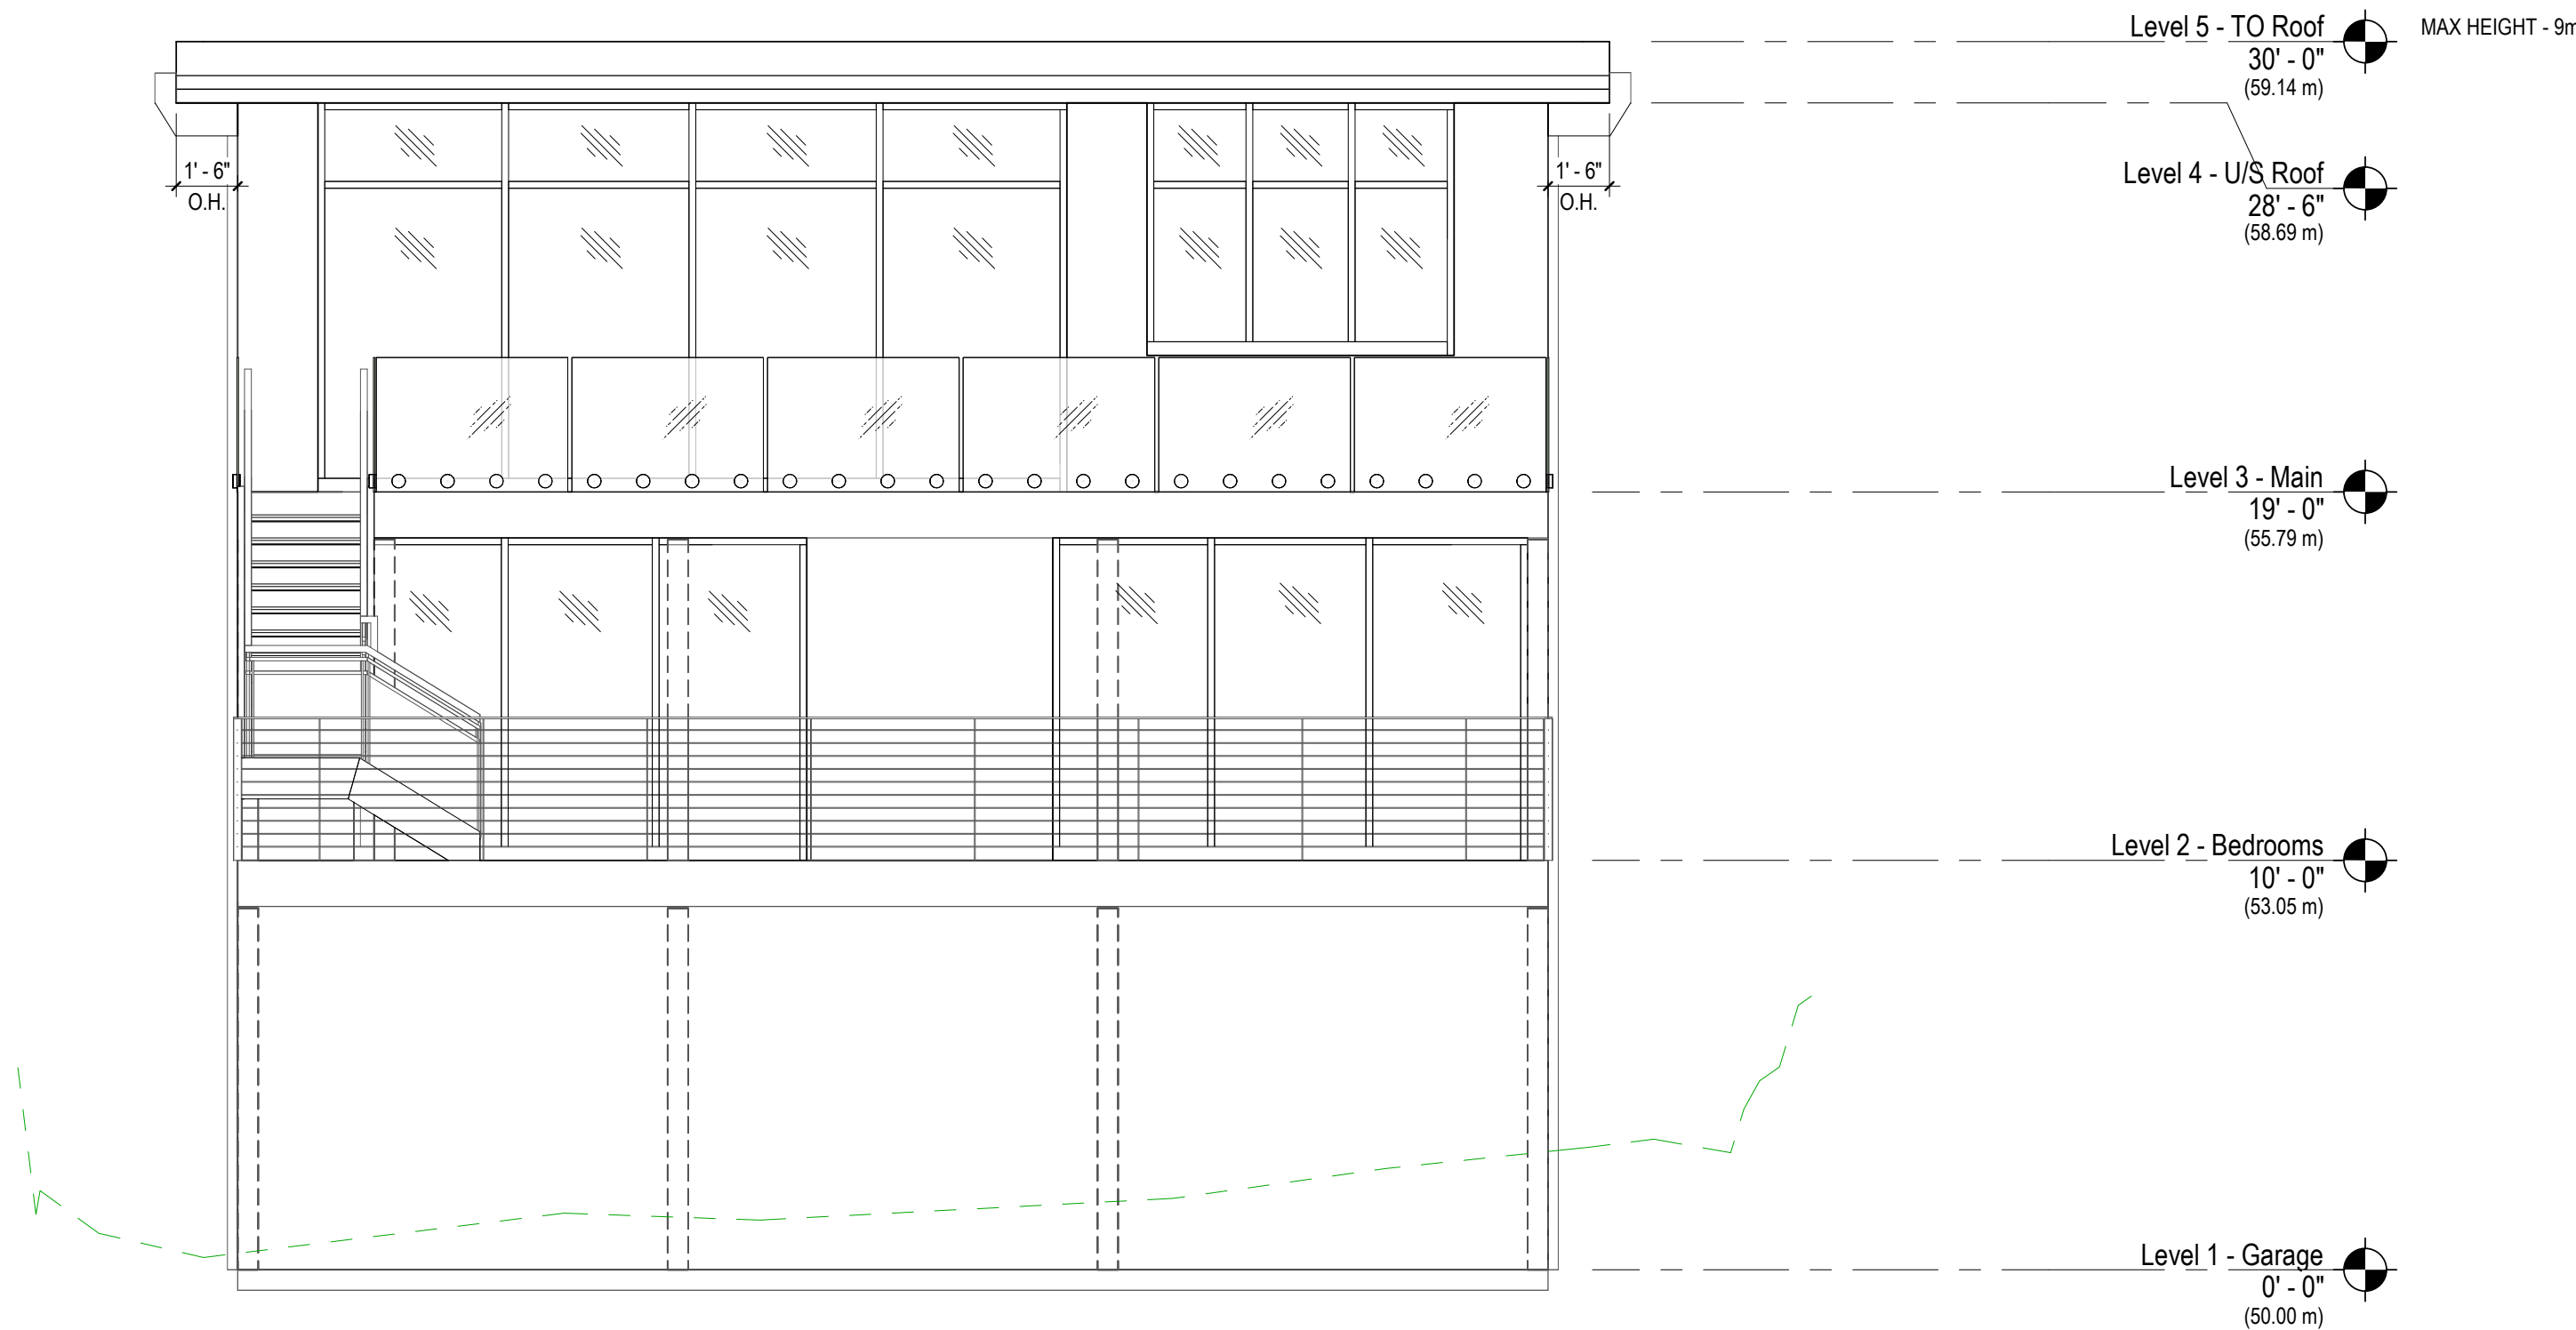 Level 5 - TO Roof
MAX HEIGHT - 9m
30' - 0"
(59.14 m)
1' - 6"
O.H.
1' - 6"
O.H.
Level 4 - U/S Roof
28' - 6"
(58.69 m)
Level 3 - Main
19' - 0"
(55.79 m)
Level 2 - Bedrooms
10' - 0"
(53.05 m)
Level 1 - Garage
0' - 0"
(50.00 m)